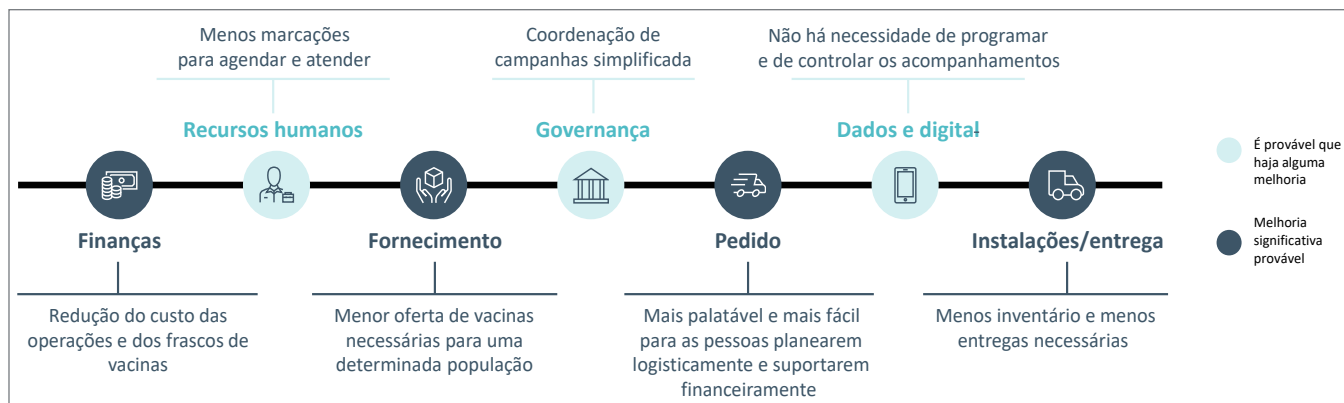 Menos marcações
para agendar e atender
Coordenação de
campanhas simplificada
Não há necessidade de programar
e de controlar os acompanhamentos
Recursos humanos
Governança
Dados e digital
É provável que
haja alguma
melhoria
Melhoria
significativa
provável
Finanças
Fornecimento
Pedido
Instalações/entrega
Redução do custo das
operações e dos frascos de
vacinas
Menor oferta de vacinas
necessárias para uma
determinada população
Mais palatável e mais fácil
para as pessoas planearem
logisticamente e suportarem
financeiramente
Menos inventário e menos
entregas necessárias